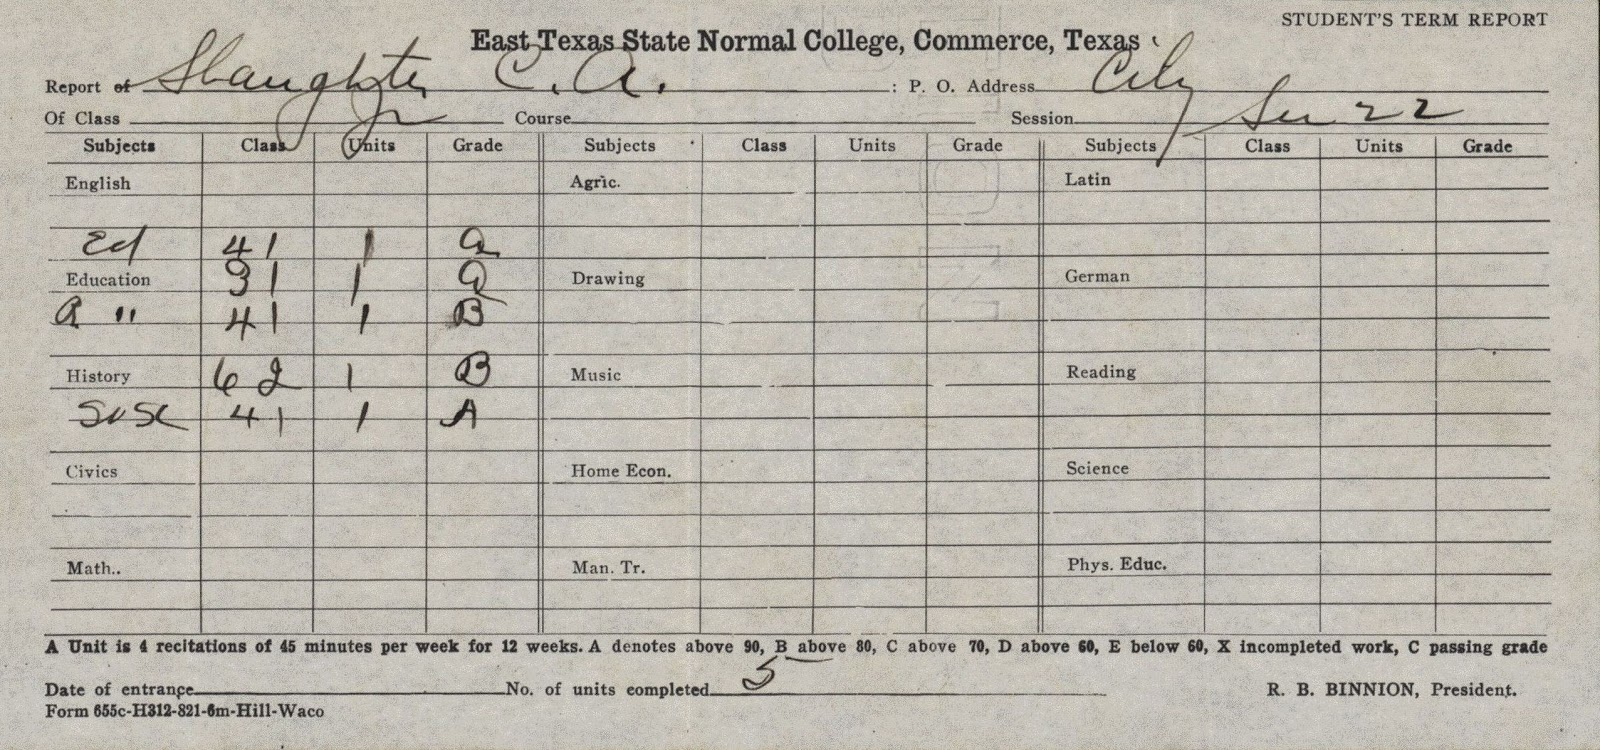 STUDENT'S TERM REPORT
East Texas State Normal College, Commerce, Texas
Report of Slaughter C. A. : P. O. Address City
Of Class Jr Course Session Su 22
Subjects Class Units Grade Subjects Class Units Grade Subjects Class Units Grade
English Agric. Latin
Ed 41 1 A
Education 31 1 A Drawing German
R " 41 1 B
History 62 1 B Music Reading
41 1 A
Civics Home Econ. Science
Math.. Man. Tr. Phys. Educ.
A Unit is 4 recitations of 45 minutes per week for 12 weeks. A denotes above 90, B above 80, C above 70, D above 60, E below 60, X incompleted work, C passing grade
Date of entrance No. of units completed 5 R. B. BINNION, President.
Form 655c-H312-821-6m-Hill-Waco